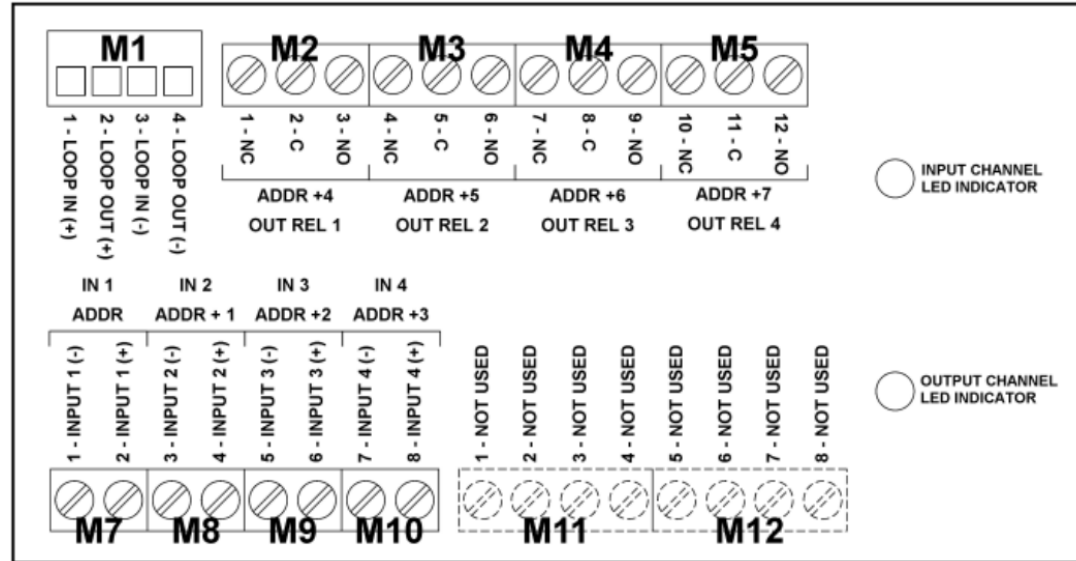 M1
M2
M3
M4
M5
1 - LOOP IN (+)
2 - LOOP OUT (+)
3 - LOOP IN (-)
4 - LOOP OUT (-)
1 - NC
2 - C
3 - NO
4 - NC
5 - C
6 - NO
7 - NC
8 - C
9 - NO
10 - NC
11 - C
12 - NO
ADDR +4
OUT REL 1
ADDR +5
OUT REL 2
ADDR +6
OUT REL 3
ADDR +7
OUT REL 4
INPUT CHANNEL
LED INDICATOR
IN 1
ADDR
IN 2
ADDR + 1
IN 3
ADDR +2
IN 4
ADDR +3
1 - INPUT 1(-)
2 - INPUT 1(+)
3 - INPUT 2(-)
4 - INPUT 2(+)
5 - INPUT 3(-)
6 - INPUT 3(+)
7 - INPUT 4(-)
8 - INPUT 4(+)
1 - NOT USED
2 - NOT USED
3 - NOT USED
4 - NOT USED
5 - NOT USED
6 - NOT USED
7 - NOT USED
8 - NOT USED
OUTPUT CHANNEL
LED INDICATOR
M7
M8
M9
M10
M11
M12